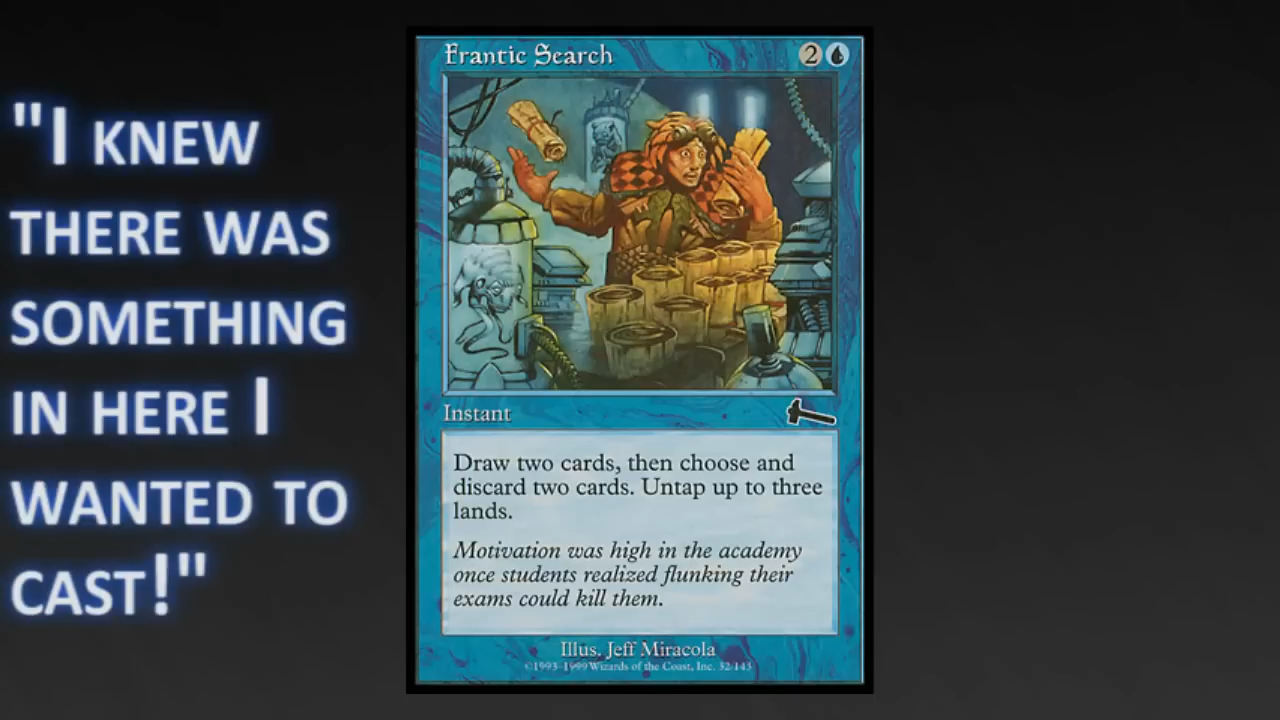 "I KNEW
THERE WAS
SOMETHING
IN HERE I
WANTED TO
CAST!"
Frantic Search
2
Instant
Draw two cards, then choose and
discard two cards. Untap up to three
lands.
Motivation was high in the academy
once students realized flunking their
exams could kill them.
Illus. Jeff Miracola
©1993-1999 Wizards of the Coast, Inc. 32/143